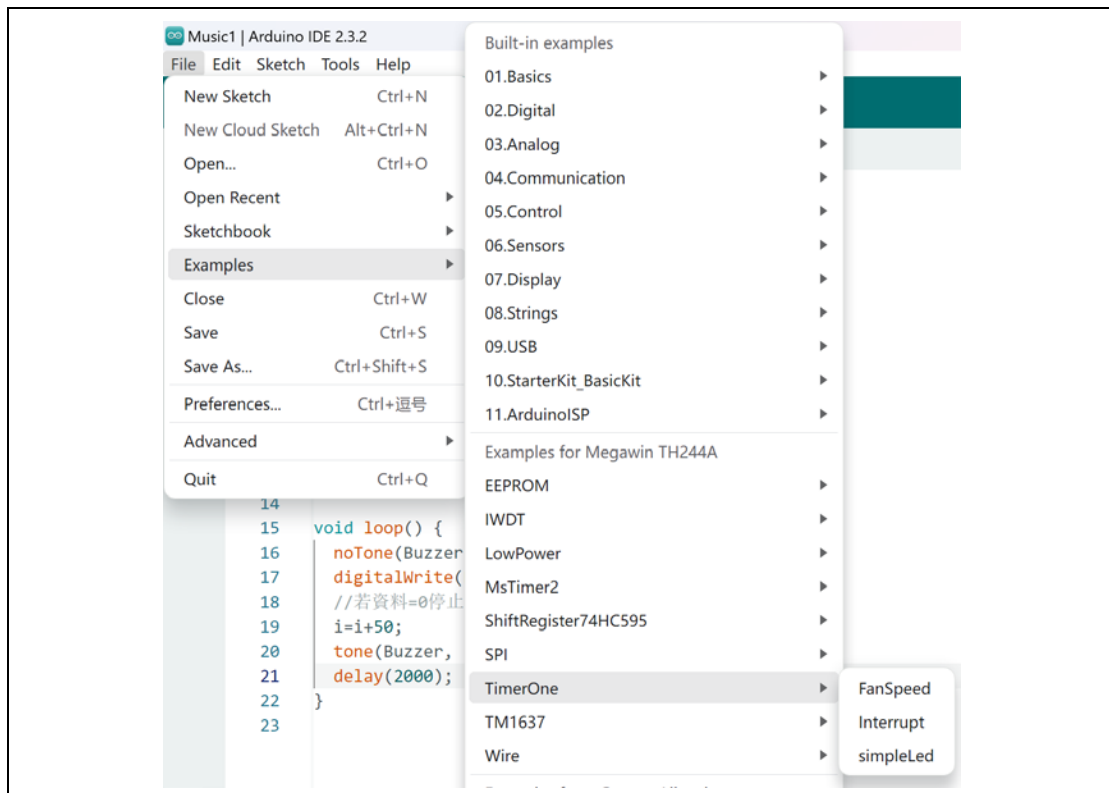 Music1 | Arduino IDE 2.3.2
File Edit Sketch Tools Help
New Sketch Ctrl+N
New Cloud Sketch Alt+Ctrl+N
Open... Ctrl+O
Open Recent
Sketchbook
Examples
Close Ctrl+W
Save Ctrl+S
Save As... Ctrl+Shift+S
Preferences... Ctrl+逗号
Advanced
Quit Ctrl+Q
Built-in examples
01.Basics
02.Digital
03.Analog
04.Communication
05.Control
06.Sensors
07.Display
08.Strings
09.USB
10.StarterKit_BasicKit
11.ArduinoISP
Examples for Megawin TH244A
EEPROM
IWDT
LowPower
MsTimer2
ShiftRegister74HC595
SPI
TimerOne
TM1637
Wire
FanSpeed
Interrupt
simpleLed
14
15 void loop() {
16 noTone(Buzzer
17 digitalWrite(
18 //若資料=0停止
19 i=i+50;
20 tone(Buzzer,
21 delay(2000);
22 }
23